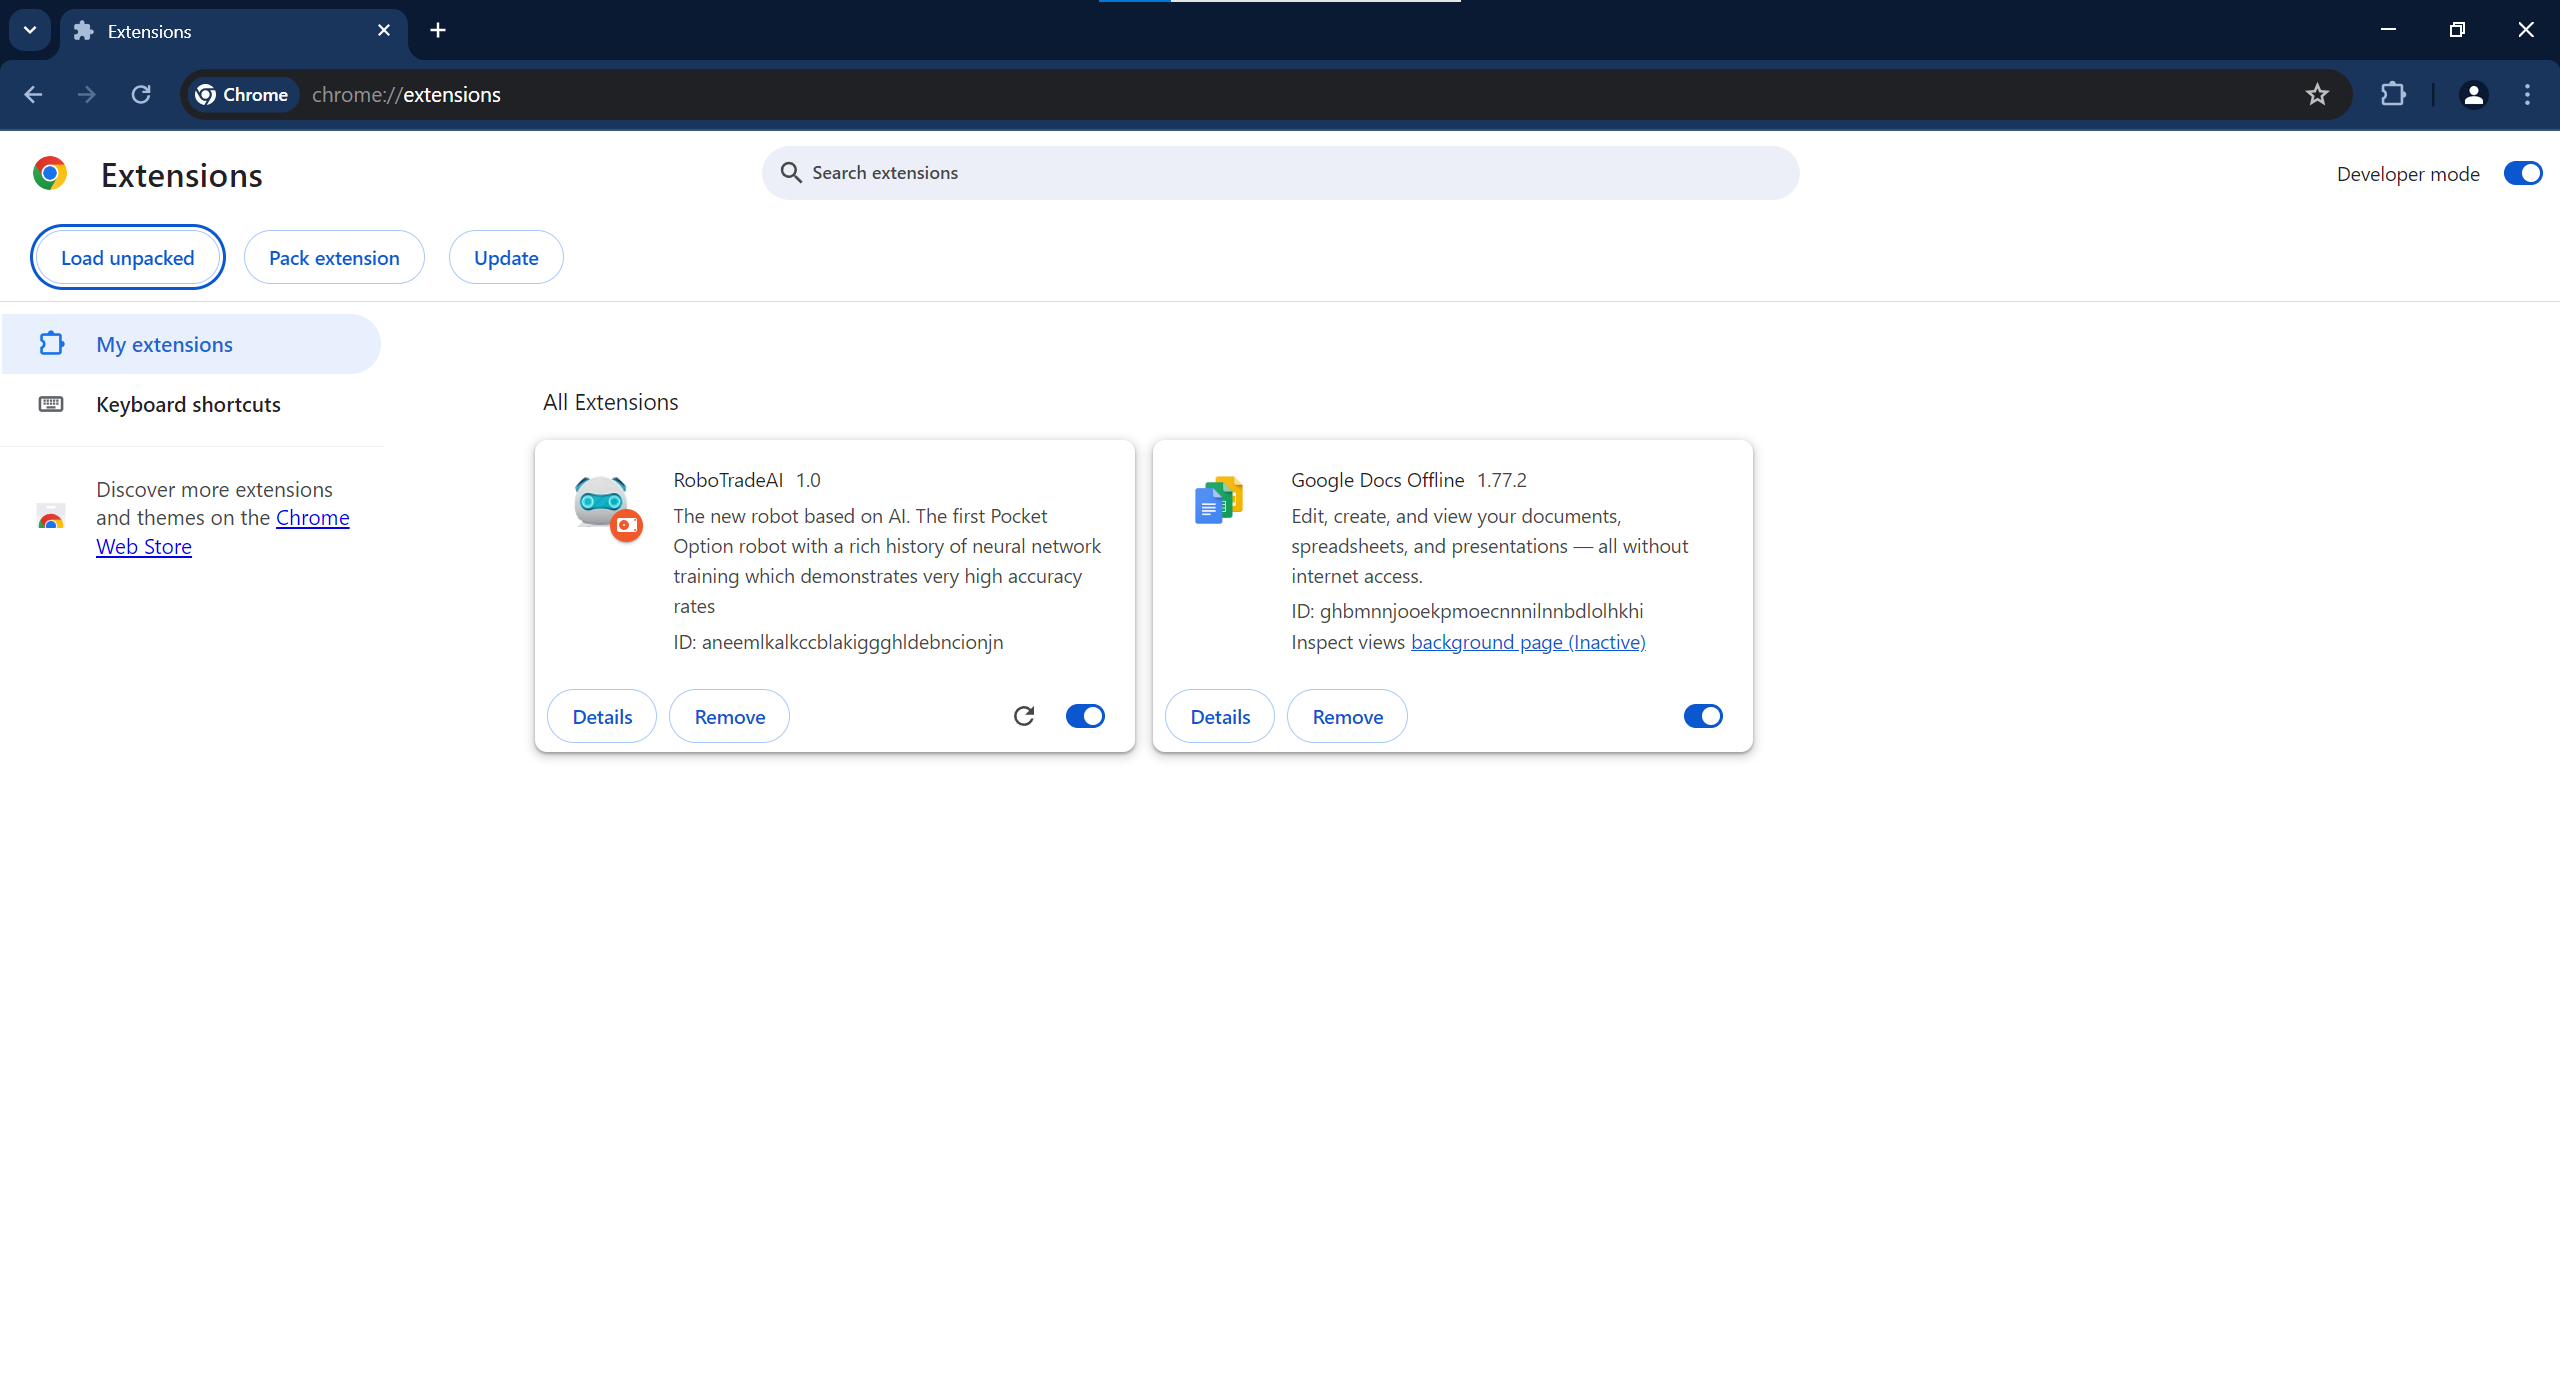 Extensions
Chrome chrome://extensions
Extensions
Search extensions
Developer mode
Load unpacked
Pack extension
Update
My extensions
Keyboard shortcuts
Discover more extensions
and themes on the Chrome
Web Store
All Extensions
RoboTradeAI 1.0
The new robot based on AI. The first Pocket
Option robot with a rich history of neural network
training which demonstrates very high accuracy
rates
ID: aneemlkalkccblakiggghldebncionjn
Details
Remove
Google Docs Offline 1.77.2
Edit, create, and view your documents,
spreadsheets, and presentations — all without
internet access.
ID: ghbmnnjooekpmoecnnnilnnbdlolhkhi
Inspect views background page (Inactive)
Details
Remove